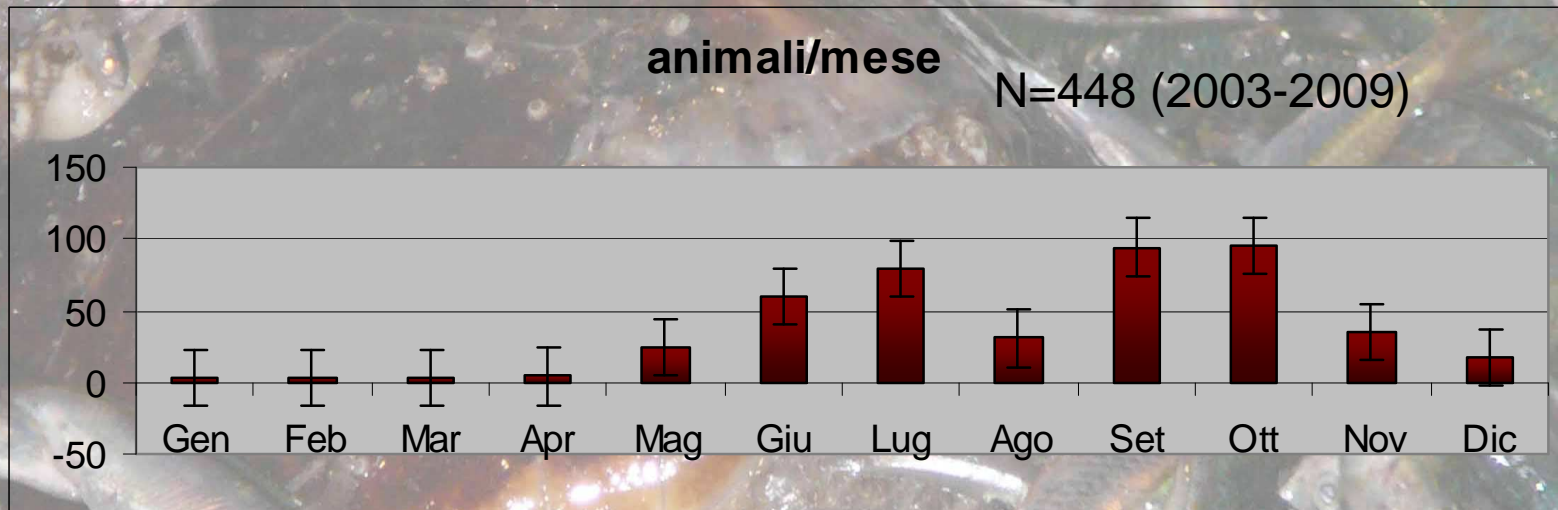 animali/mese
N=448 (2003-2009)
150
100
50
0
-50
Gen Feb Mar Apr Mag Giu Lug Ago Set Ott Nov Dic